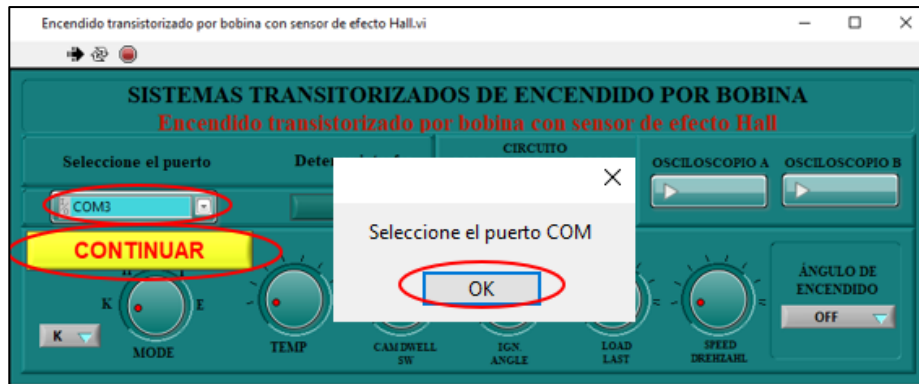 Encendido transistorizado por bobina con sensor de efecto Hall.vi
SISTEMAS TRANSITORIZADOS DE ENCENDIDO POR BOBINA
Encendido transistorizado por bobina con sensor de efecto Hall
Seleccione el puerto
CIRCUITO
OSCILOSCOPIO A
OSCILOSCOPIO B
COM3
Seleccione el puerto COM
OK
CONTINUAR
K
E
K
MODE
TEMP
CAM DWELL
SW
IGN.
ANGLE
LOAD
LAST
SPEED
DREHZAHL
ÁNGULO DE
ENCENDIDO
OFF